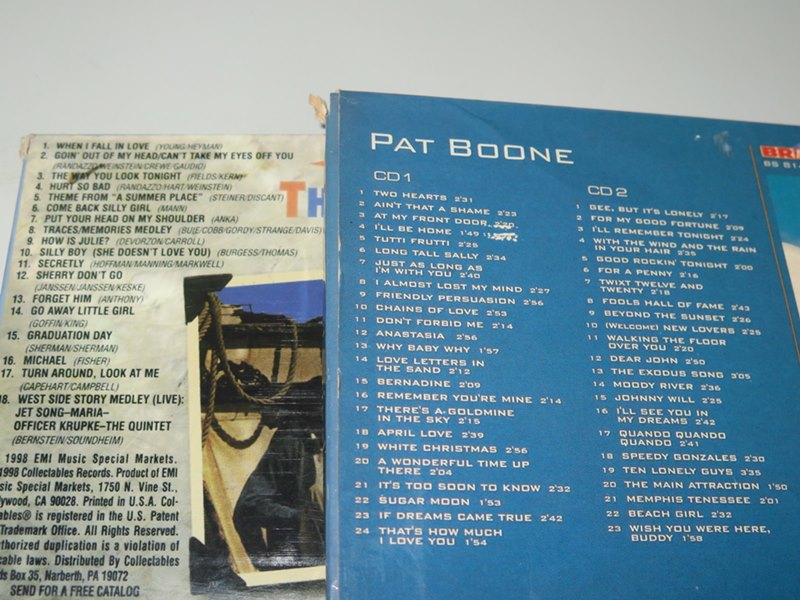 1. WHEN I FALL IN LOVE (YOUNG/HEYMAN)
2. GOIN' OUT OF MY HEAD/CAN'T TAKE MY EYES OFF YOU
(RANDAZZO/WEINSTEIN/CREWE/GAUDIO)
3. THE WAY YOU LOOK TONIGHT (FIELDS/KERN)
4. HURT SO BAD (RANDAZZO/HART/WEINSTEIN)
5. THEME FROM "A SUMMER PLACE" (STEINER/DISCANT)
6. COME BACK SILLY GIRL (MANN)
7. PUT YOUR HEAD ON MY SHOULDER (ANKA)
8. TRACES/MEMORIES MEDLEY (BUIE/COBB/GORDY/STRANGE/DAVIS)
9. HOW IS JULIE? (DEVORZON/CARROLL)
10. SILLY BOY (SHE DOESN'T LOVE YOU) (BURGESS/THOMAS)
11. SECRETLY (HOFFMAN/MANNING/MARKWELL)
12. SHERRY DON'T GO
(JANSSEN/JANSSEN/KESKE)
13. FORGET HIM (ANTHONY)
14. GO AWAY LITTLE GIRL
(GOFFIN/KING)
15. GRADUATION DAY
(SHERMAN/SHERMAN)
16. MICHAEL (FISHER)
17. TURN AROUND, LOOK AT ME
(CAPEHART/CAMPBELL)
18. WEST SIDE STORY MEDLEY (LIVE):
JET SONG–MARIA–
OFFICER KRUPKE–THE QUINTET
(BERNSTEIN/SOUNDHEIM)
1998 EMI Music Special Markets.
1998 Collectables Records. Product of EMI
sic Special Markets, 1750 N. Vine St.,
lywood, CA 90028. Printed in U.S.A. Col-
ables® is registered in the U.S. Patent
Trademark Office. All Rights Reserved.
uthorized duplication is a violation of
cable laws. Distributed By Collectables
ds Box 35, Narberth, PA 19072
SEND FOR A FREE CATALOG
TH
PAT BOONE
CD 1
1 TWO HEARTS 2'31
2 AIN'T THAT A SHAME 2'23
3 AT MY FRONT DOOR
4 I'LL BE HOME 1'49
5 TUTTI FRUTTI 2'25
6 LONG TALL SALLY 2'34
7 JUST AS LONG AS
I'M WITH YOU 2'40
8 I ALMOST LOST MY MIND 2'27
9 FRIENDLY PERSUASION 2'56
10 CHAINS OF LOVE 2'53
11 DON'T FORBID ME 2'14
12 ANASTASIA 2'56
13 WHY BABY WHY 1'57
14 LOVE LETTERS IN
THE SAND 2'12
15 BERNADINE 2'09
16 REMEMBER YOU'RE MINE 2'14
17 THERE'S A GOLDMINE
IN THE SKY 2'15
18 APRIL LOVE 2'39
19 WHITE CHRISTMAS 2'56
20 A WONDERFUL TIME UP
THERE 2'04
21 IT'S TOO SOON TO KNOW 2'32
22 SUGAR MOON 1'53
23 IF DREAMS CAME TRUE 2'42
24 THAT'S HOW MUCH
I LOVE YOU 1'54
CD 2
1 GEE, BUT IT'S LONELY 2'17
2 FOR MY GOOD FORTUNE 2'09
3 I'LL REMEMBER TONIGHT 2'24
4 WITH THE WIND AND THE RAIN
IN YOUR HAIR 2'35
5 GOOD ROCKIN' TONIGHT 2'00
6 FOR A PENNY 2'16
7 TWIXT TWELVE AND
TWENTY 2'18
8 FOOLS HALL OF FAME 2'43
9 BEYOND THE SUNSET 2'26
10 (WELCOME) NEW LOVERS 2'25
11 WALKING THE FLOOR
OVER YOU 2'20
12 DEAR JOHN 2'50
13 THE EXODUS SONG 3'05
14 MOODY RIVER 2'36
15 JOHNNY WILL 2'25
16 I'LL SEE YOU IN
MY DREAMS 2'42
17 QUANDO QUANDO
QUANDO 2'41
18 SPEEDY GONZALES 2'30
19 TEN LONELY GUYS 3'35
20 THE MAIN ATTRACTION 1'50
21 MEMPHIS TENESSEE 2'01
22 BEACH GIRL 2'32
23 WISH YOU WERE HERE,
BUDDY 1'58